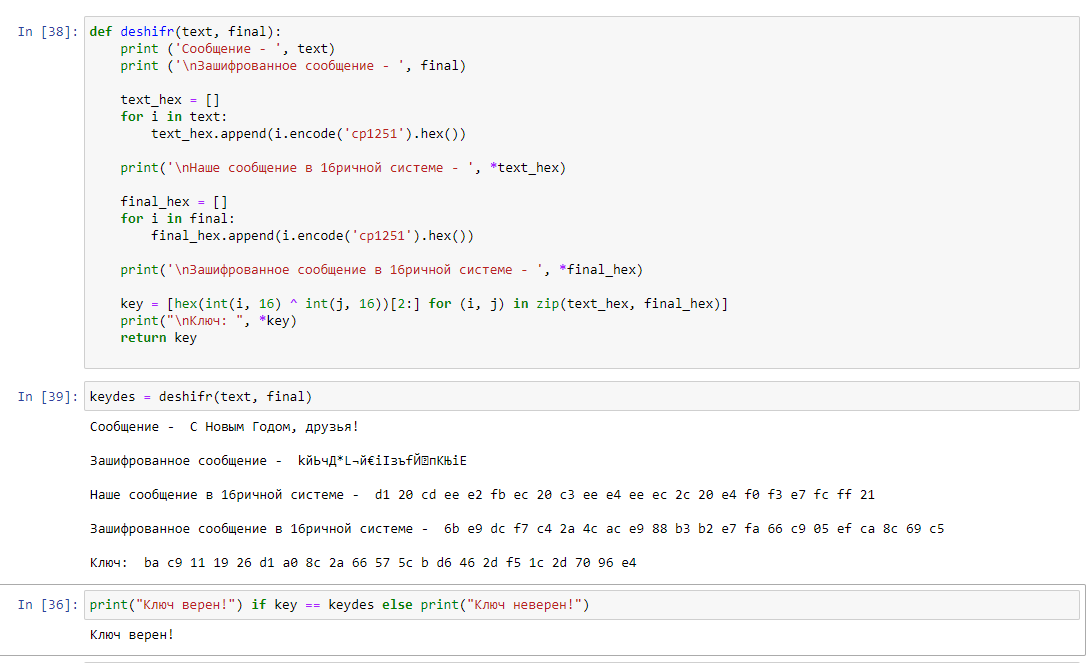 In [38]: def deshifr(text, final):
print ('Сообщение - ', text)
print ('\nЗашифрованное сообщение - ', final)
text_hex = []
for i in text:
text_hex.append(i.encode('cp1251').hex())
print('\nНаше сообщение в 16ричной системе - ', *text_hex)
final_hex = []
for i in final:
final_hex.append(i.encode('cp1251').hex())
print('\nЗашифрованное сообщение в 16ричной системе - ', *final_hex)
key = [hex(int(i, 16) ^ int(j, 16))[2:] for (i, j) in zip(text_hex, final_hex)]
print("\nКлюч: ", *key)
return key
In [39]: keydes = deshifr(text, final)
Сообщение -  С Новым Годом, друзья!
Зашифрованное сообщение -  kйЬчД*L¬й€іІзъfЙпКЊiЕ
Наше сообщение в 16ричной системе -  d1 20 cd ee e2 fb ec 20 c3 ee e4 ee ec 2c 20 e4 f0 f3 e7 fc ff 21
Зашифрованное сообщение в 16ричной системе -  6b e9 dc f7 c4 2a 4c ac e9 88 b3 b2 e7 fa 66 c9 05 ef ca 8c 69 c5
Ключ:  ba c9 11 19 26 d1 a0 8c 2a 66 57 5c b d6 46 2d f5 1c 2d 70 96 e4
In [36]: print("Ключ верен!") if key == keydes else print("Ключ неверен!")
Ключ верен!